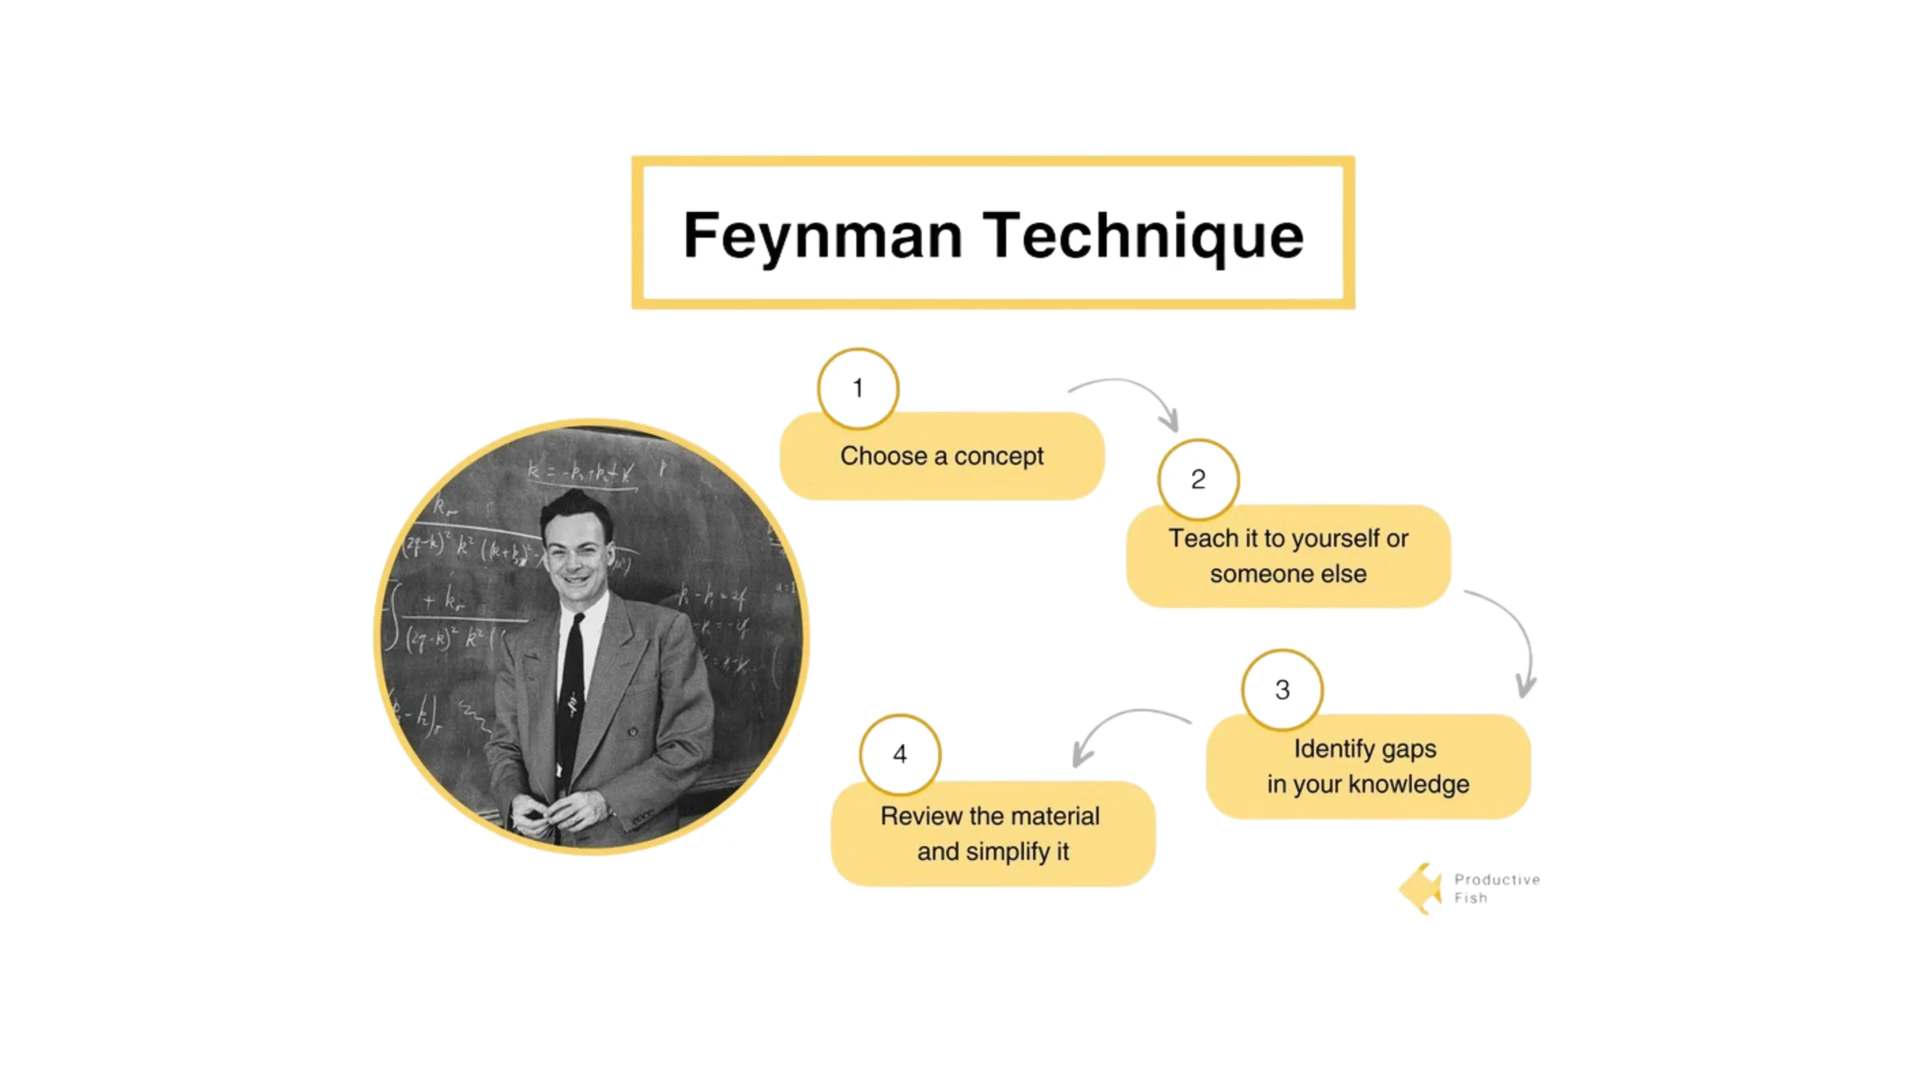 Feynman Technique
1
Choose a concept
2
Teach it to yourself or
someone else
3
Identify gaps
in your knowledge
4
Review the material
and simplify it
Productive
Fish